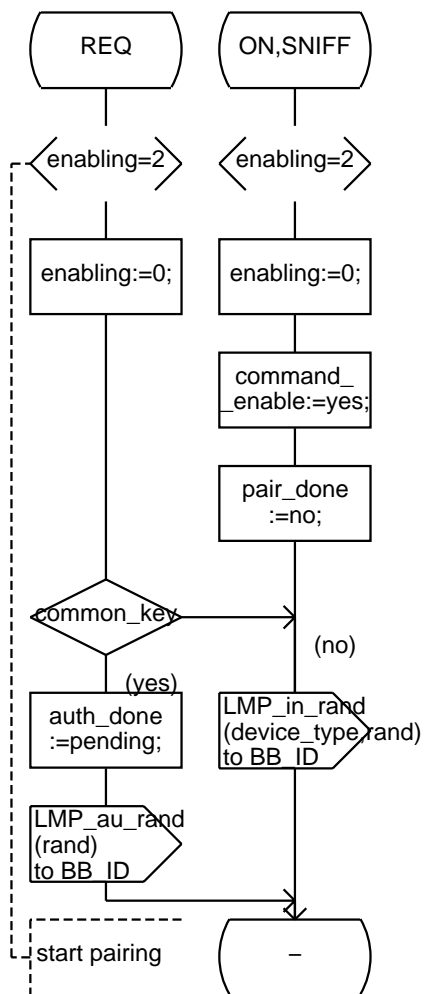 REQ
ON,SNIFF
enabling=2
enabling=2
enabling:=0;
enabling:=0;
command_
_enable:=yes;
pair_done
:=no;
common_key
(no)
(yes)
auth_done
:=pending;
LMP_in_rand
(device_type,rand)
to BB_ID
LMP_au_rand
(rand)
to BB_ID
start pairing
–